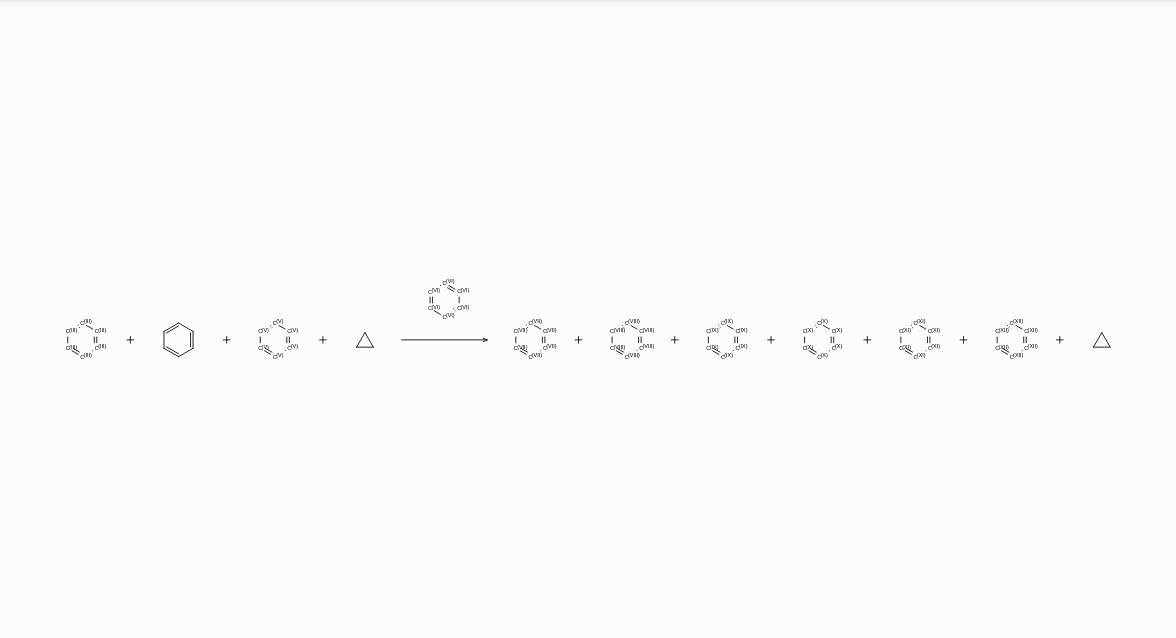 C(VI)
C(VI) C(VI)
C(VI) C(VI)
C(VI)
C(III) C(V) C(VII) C(VIII) C(IX) C(X) C(XI) C(XII)
C(III) C(III) C(V) C(V) C(VII) C(VII) C(VIII) C(VIII) C(IX) C(IX) C(X) C(X) C(XI) C(XI) C(XII) C(XII)
+ + + + + + + + +
C(III) C(III) C(V) C(V) C(VII) C(VII) C(VIII) C(VIII) C(IX) C(IX) C(X) C(X) C(XI) C(XI) C(XII) C(XII)
C(III) C(V) C(VII) C(VIII) C(IX) C(X) C(XI) C(XII)